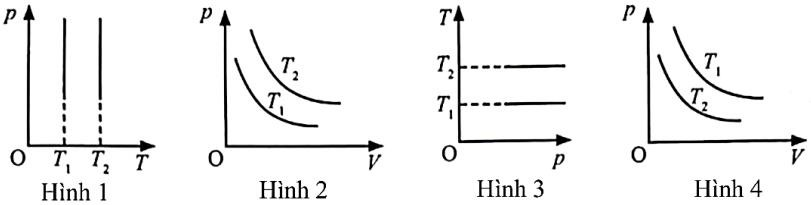 p
O
T₁
T₂
T
Hình 1
p
T₂
T₁
O
V
Hình 2
T
T₂
T₁
O
p
Hình 3
p
T₁
T₂
O
V
Hình 4